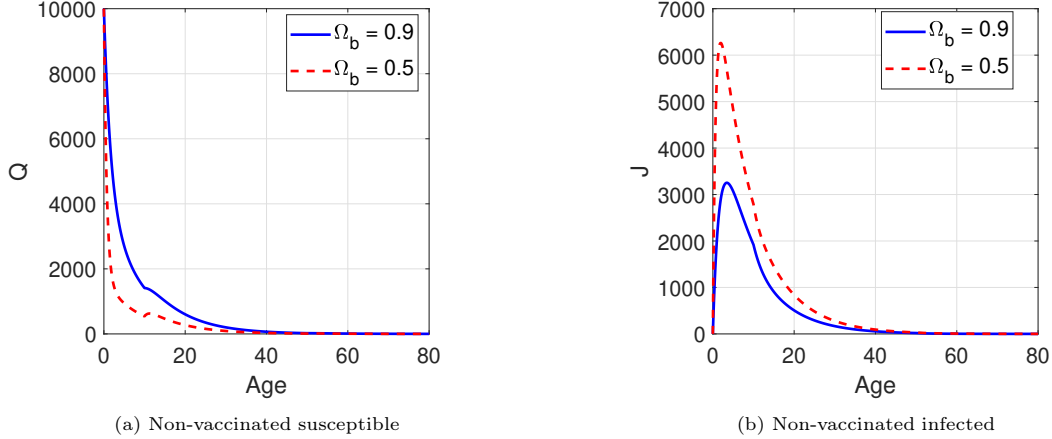 10000
8000
6000
4000
2000
0
Q
0 20 40 60 80
Age
Ω_b = 0.9
Ω_b = 0.5
(a) Non-vaccinated susceptible
7000
6000
5000
4000
3000
2000
1000
0
J
0 20 40 60 80
Age
Ω_b = 0.9
Ω_b = 0.5
(b) Non-vaccinated infected